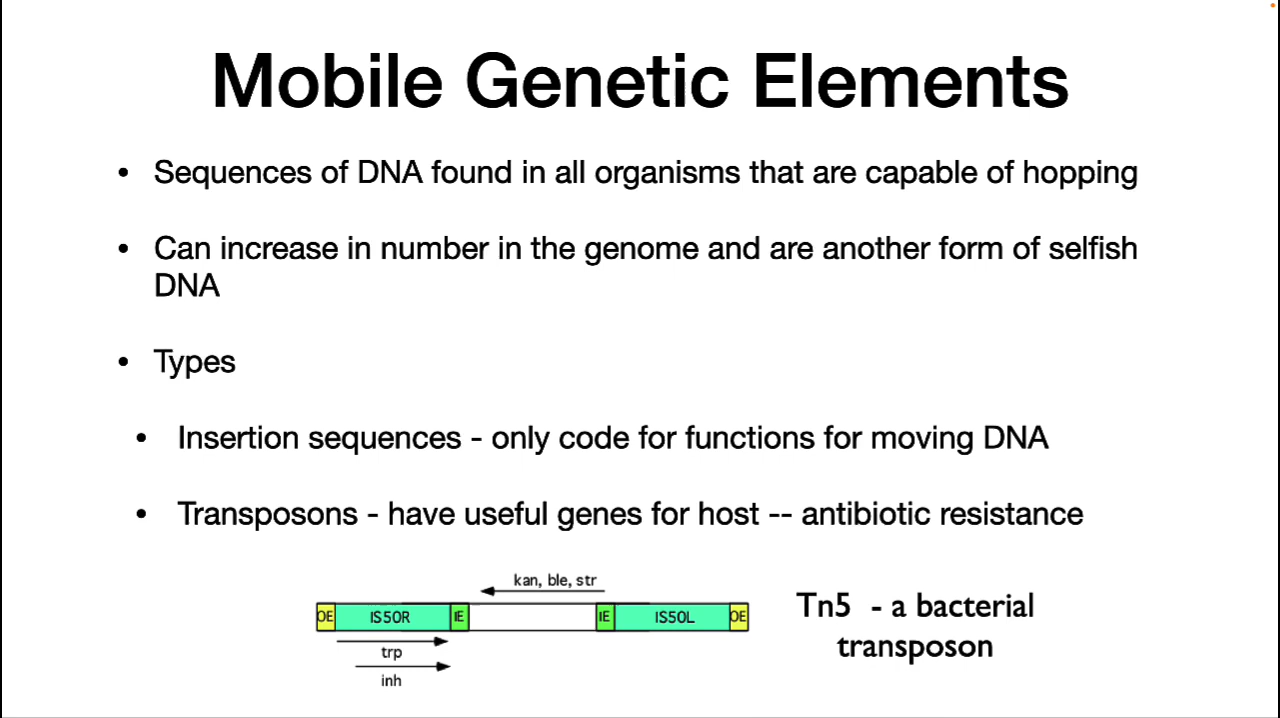 Mobile Genetic Elements
• Sequences of DNA found in all organisms that are capable of hopping
• Can increase in number in the genome and are another form of selfish
DNA
• Types
• Insertion sequences - only code for functions for moving DNA
• Transposons - have useful genes for host -- antibiotic resistance
kan, ble, str
OE IS50R IE IE IS50L OE
trp
inh
Tn5 - a bacterial
transposon